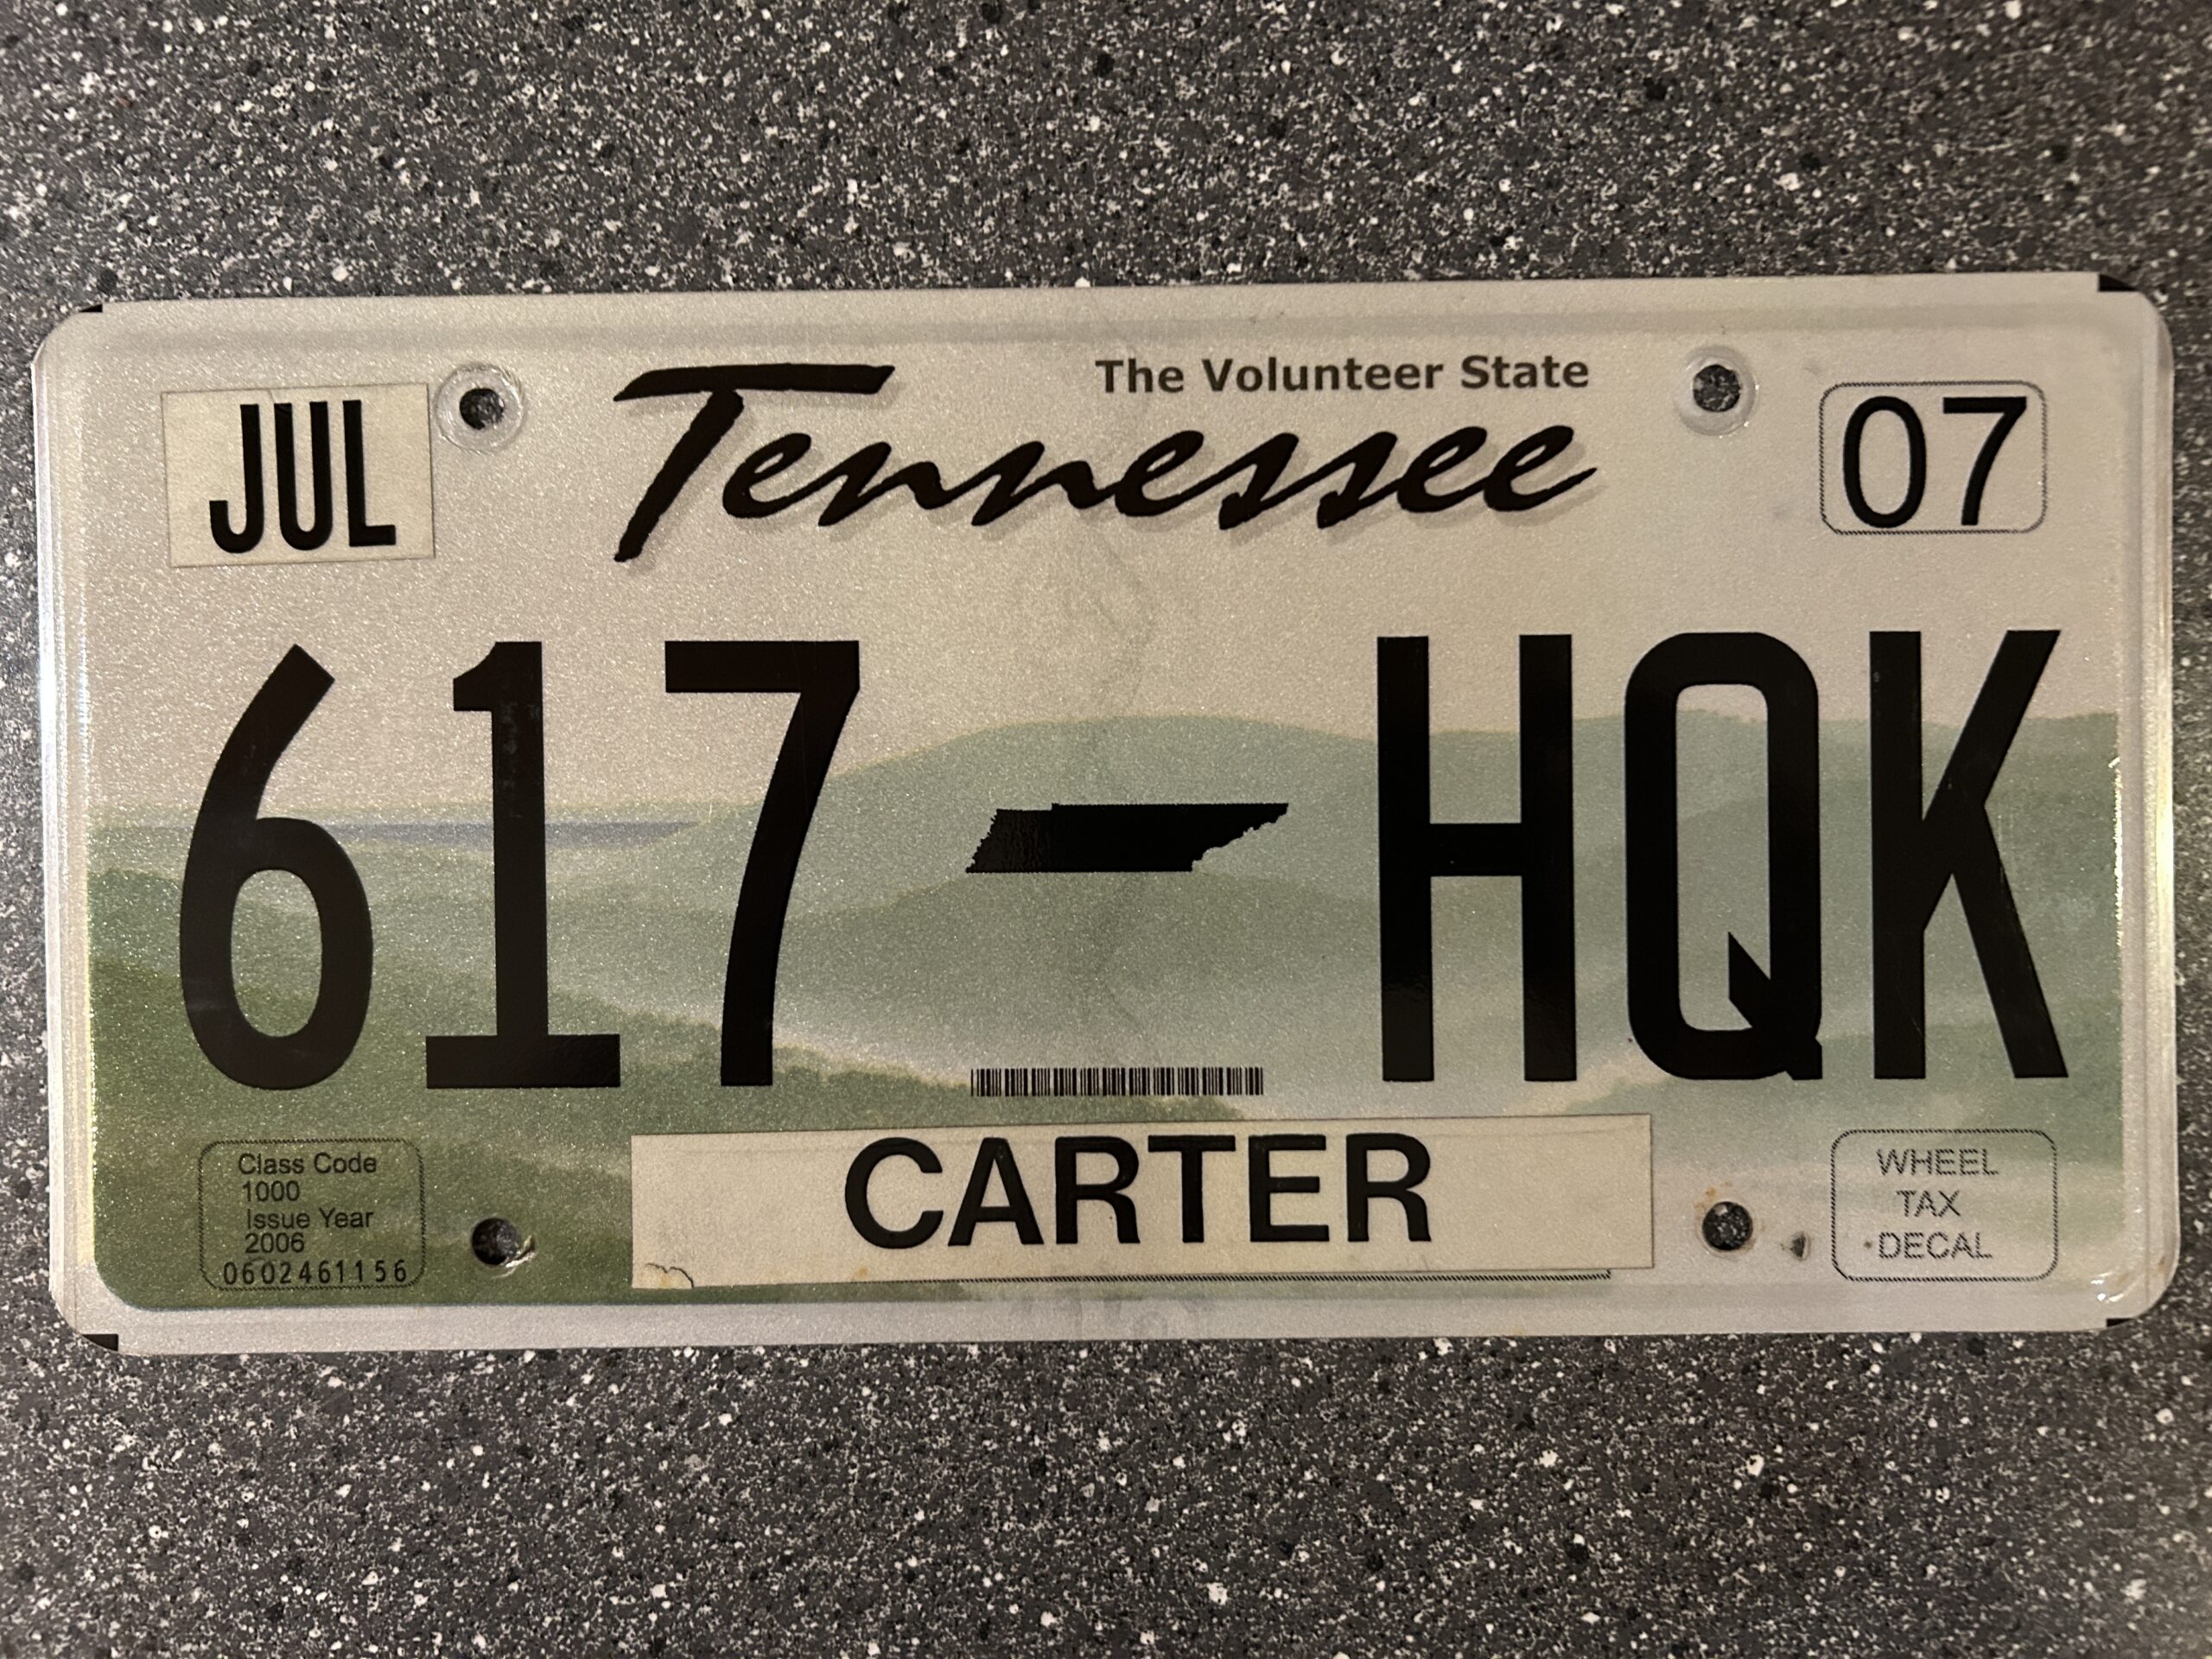 The Volunteer State
JUL
Tennessee
07
617 HQK
CARTER
Class Code
1000
Issue Year
2006
0602461156
WHEEL
TAX
DECAL